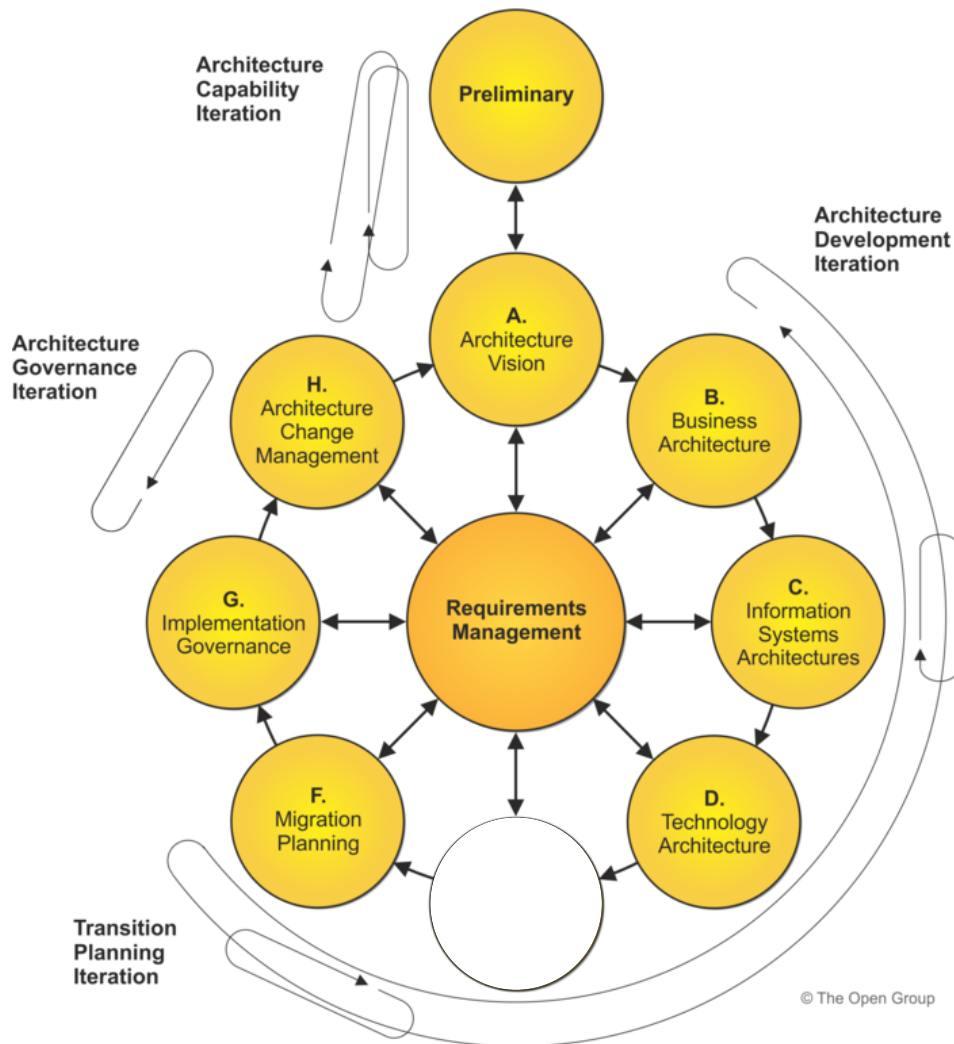 Architecture
Capability
Iteration
Preliminary
Architecture
Development
Iteration
A.
Architecture
Vision
Architecture
Governance
Iteration
H.
Architecture
Change
Management
B.
Business
Architecture
G.
Implementation
Governance
Requirements
Management
C.
Information
Systems
Architectures
F.
Migration
Planning
D.
Technology
Architecture
Transition
Planning
Iteration
© The Open Group